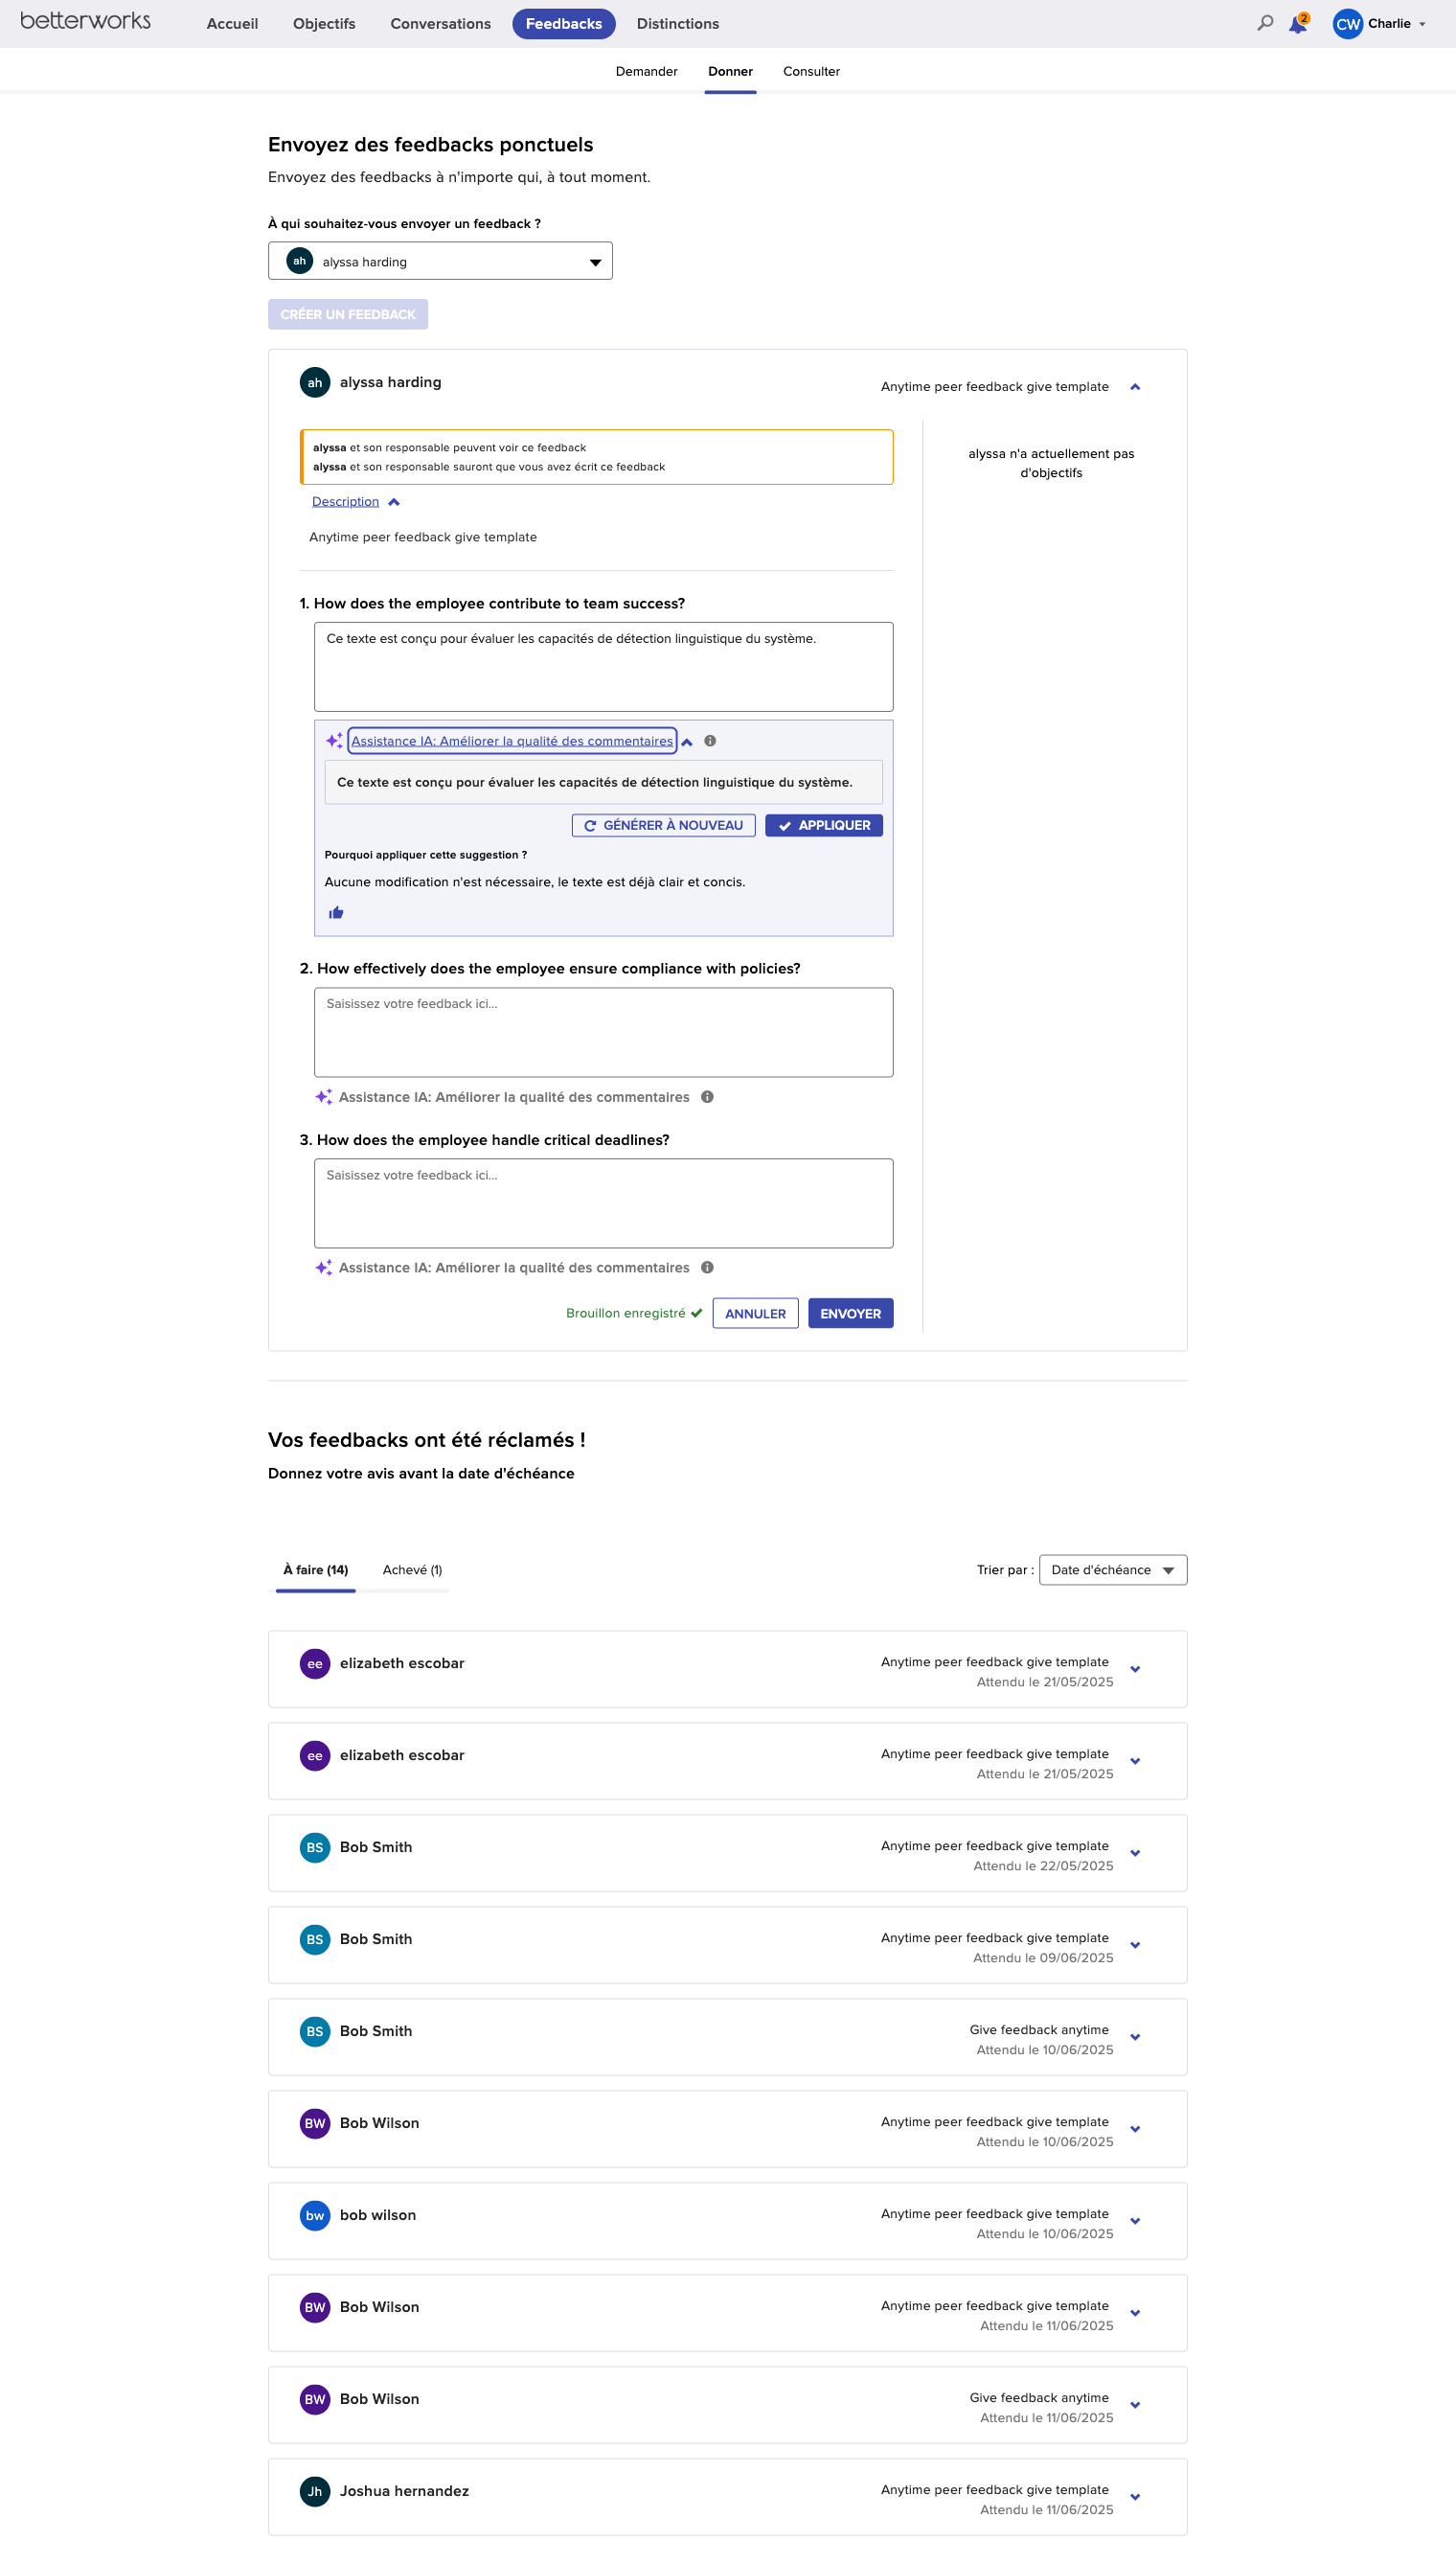 betterworks
Accueil Objectifs Conversations Feedbacks Distinctions
2
CW Charlie
Demander Donner Consulter
Envoyez des feedbacks ponctuels
Envoyez des feedbacks à n'importe qui, à tout moment.
À qui souhaitez-vous envoyer un feedback ?
ah alyssa harding
CRÉER UN FEEDBACK
ah alyssa harding
Anytime peer feedback give template
alyssa et son responsable peuvent voir ce feedback
alyssa et son responsable sauront que vous avez écrit ce feedback
alyssa n'a actuellement pas
d'objectifs
Description
Anytime peer feedback give template
1. How does the employee contribute to team success?
Ce texte est conçu pour évaluer les capacités de détection linguistique du système.
Assistance IA: Améliorer la qualité des commentaires
Ce texte est conçu pour évaluer les capacités de détection linguistique du système.
GÉNÉRER À NOUVEAU APPLIQUER
Pourquoi appliquer cette suggestion ?
Aucune modification n'est nécessaire, le texte est déjà clair et concis.
2. How effectively does the employee ensure compliance with policies?
Saisissez votre feedback ici...
Assistance IA: Améliorer la qualité des commentaires
3. How does the employee handle critical deadlines?
Saisissez votre feedback ici...
Assistance IA: Améliorer la qualité des commentaires
Brouillon enregistré ANNULER ENVOYER
Vos feedbacks ont été réclamés !
Donnez votre avis avant la date d'échéance
À faire (14) Achevé (1)
Trier par : Date d'échéance
ee elizabeth escobar
Anytime peer feedback give template
Attendu le 21/05/2025
ee elizabeth escobar
Anytime peer feedback give template
Attendu le 21/05/2025
BS Bob Smith
Anytime peer feedback give template
Attendu le 22/05/2025
BS Bob Smith
Anytime peer feedback give template
Attendu le 09/06/2025
BS Bob Smith
Give feedback anytime
Attendu le 10/06/2025
BW Bob Wilson
Anytime peer feedback give template
Attendu le 10/06/2025
bw bob wilson
Anytime peer feedback give template
Attendu le 10/06/2025
BW Bob Wilson
Anytime peer feedback give template
Attendu le 11/06/2025
BW Bob Wilson
Give feedback anytime
Attendu le 11/06/2025
Jh Joshua hernandez
Anytime peer feedback give template
Attendu le 11/06/2025